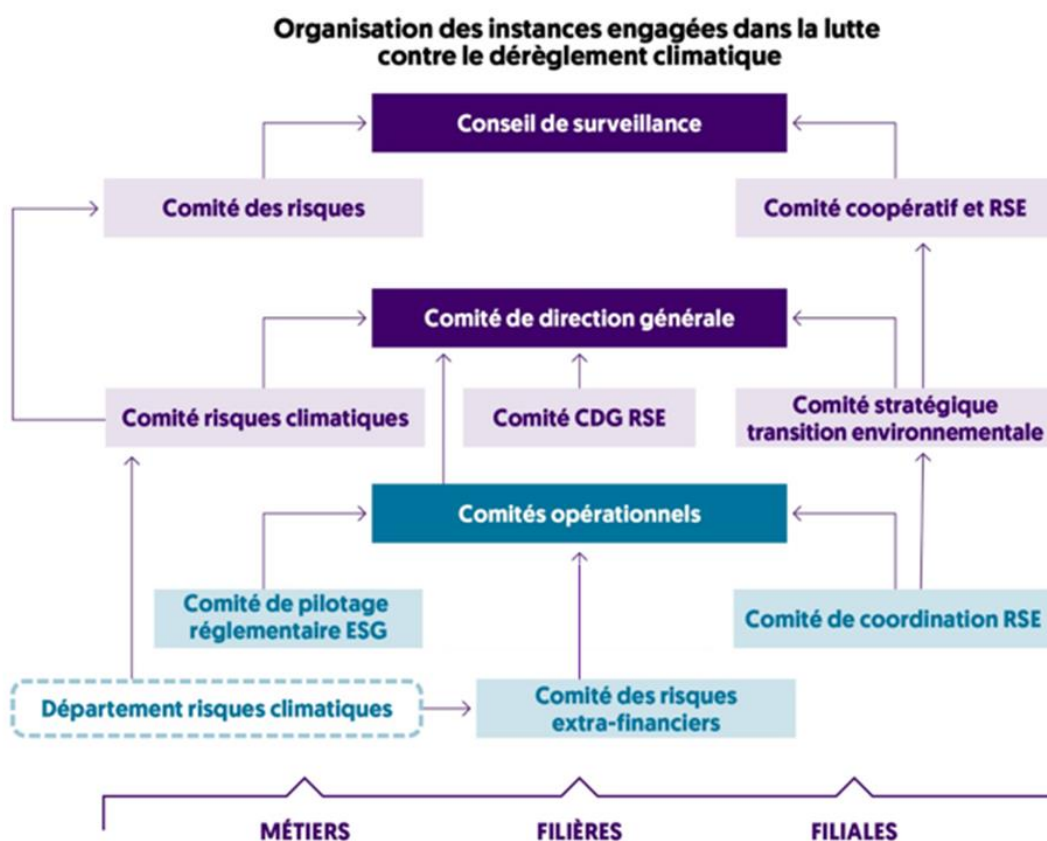 Organisation des instances engagées dans la lutte
contre le dérèglement climatique
Conseil de surveillance
Comité des risques
Comité coopératif et RSE
Comité de direction générale
Comité risques climatiques
Comité CDG RSE
Comité stratégique
transition environnementale
Comités opérationnels
Comité de pilotage
réglementaire ESG
Comité de coordination RSE
Département risques climatiques
Comité des risques
extra-financiers
MÉTIERS
FILIÈRES
FILIALES